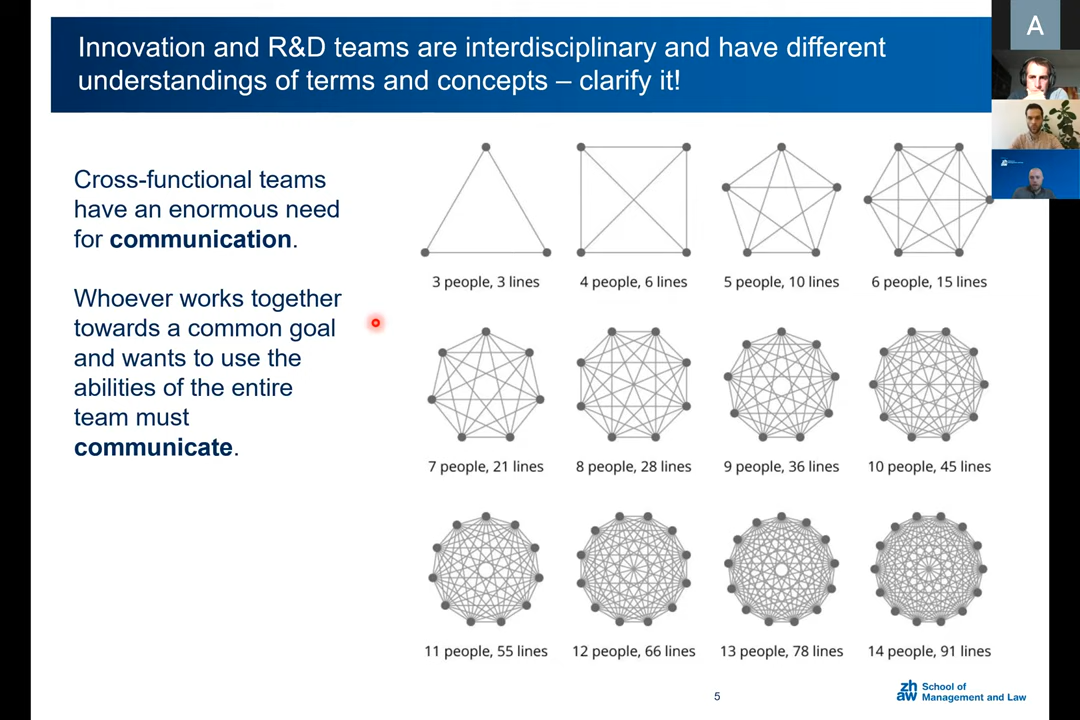 Innovation and R&D teams are interdisciplinary and have different
understandings of terms and concepts – clarify it!
A
Cross-functional teams
have an enormous need
for communication.
Whoever works together
towards a common goal
and wants to use the
abilities of the entire
team must
communicate.
3 people, 3 lines
4 people, 6 lines
5 people, 10 lines
6 people, 15 lines
7 people, 21 lines
8 people, 28 lines
9 people, 36 lines
10 people, 45 lines
11 people, 55 lines
12 people, 66 lines
13 people, 78 lines
14 people, 91 lines
5
zh
aw
School of
Management and Law